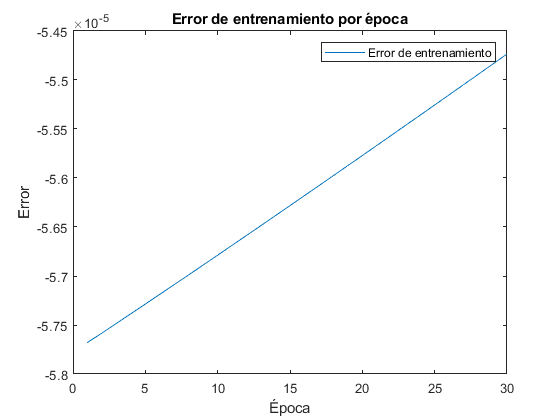 Error de entrenamiento por época
×10-5
Error de entrenamiento
-5.45
-5.5
-5.55
-5.6
-5.65
-5.7
-5.75
-5.8
Error
0 5 10 15 20 25 30
Época